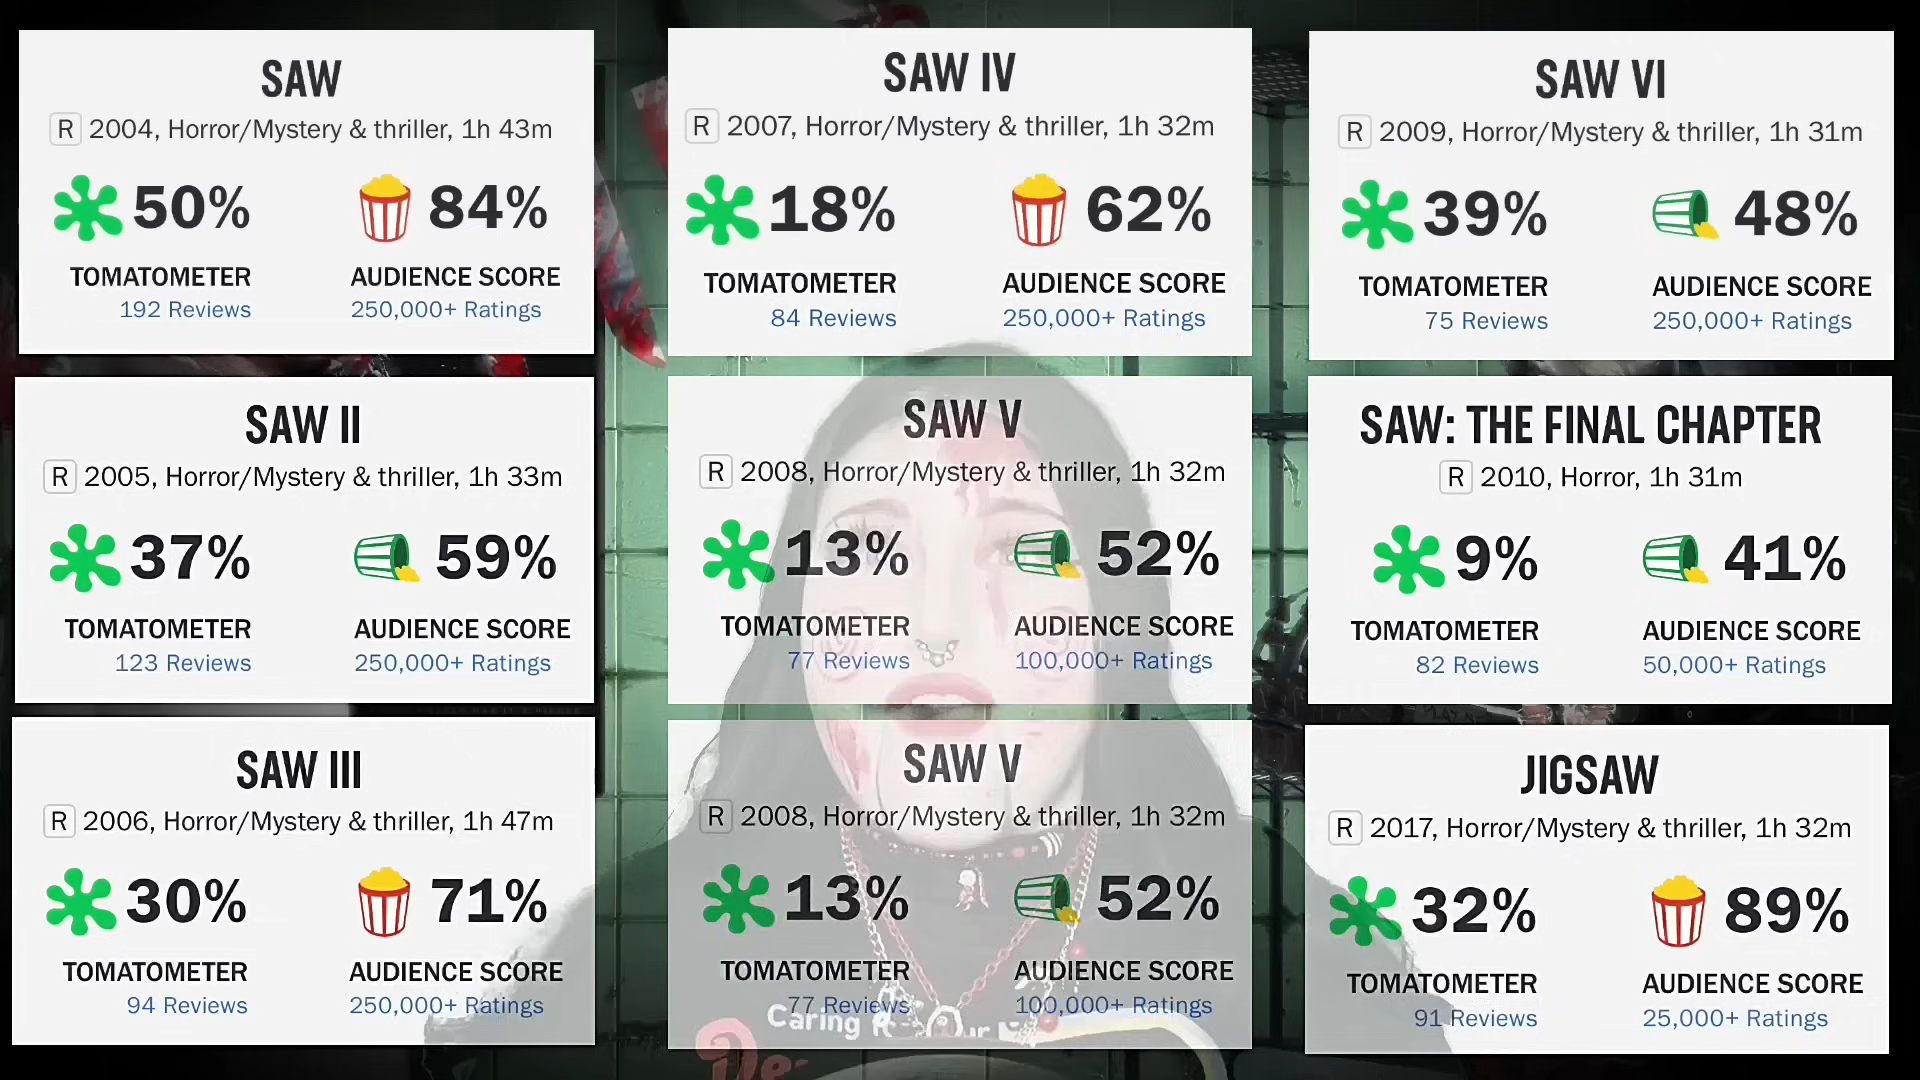 SAW
R 2004, Horror/Mystery & thriller, 1h 43m
50% 84%
TOMATOMETER AUDIENCE SCORE
192 Reviews 250,000+ Ratings
SAW II
R 2005, Horror/Mystery & thriller, 1h 33m
37% 59%
TOMATOMETER AUDIENCE SCORE
123 Reviews 250,000+ Ratings
SAW III
R 2006, Horror/Mystery & thriller, 1h 47m
30% 71%
TOMATOMETER AUDIENCE SCORE
94 Reviews 250,000+ Ratings
SAW IV
R 2007, Horror/Mystery & thriller, 1h 32m
18% 62%
TOMATOMETER AUDIENCE SCORE
84 Reviews 250,000+ Ratings
SAW V
R 2008, Horror/Mystery & thriller, 1h 32m
13% 52%
TOMATOMETER AUDIENCE SCORE
77 Reviews 100,000+ Ratings
SAW V
R 2008, Horror/Mystery & thriller, 1h 32m
13% 52%
TOMATOMETER AUDIENCE SCORE
77 Reviews 100,000+ Ratings
Caring
SAW VI
R 2009, Horror/Mystery & thriller, 1h 31m
39% 48%
TOMATOMETER AUDIENCE SCORE
75 Reviews 250,000+ Ratings
SAW: THE FINAL CHAPTER
R 2010, Horror, 1h 31m
9% 41%
TOMATOMETER AUDIENCE SCORE
82 Reviews 50,000+ Ratings
JIGSAW
R 2017, Horror/Mystery & thriller, 1h 32m
32% 89%
TOMATOMETER AUDIENCE SCORE
91 Reviews 25,000+ Ratings